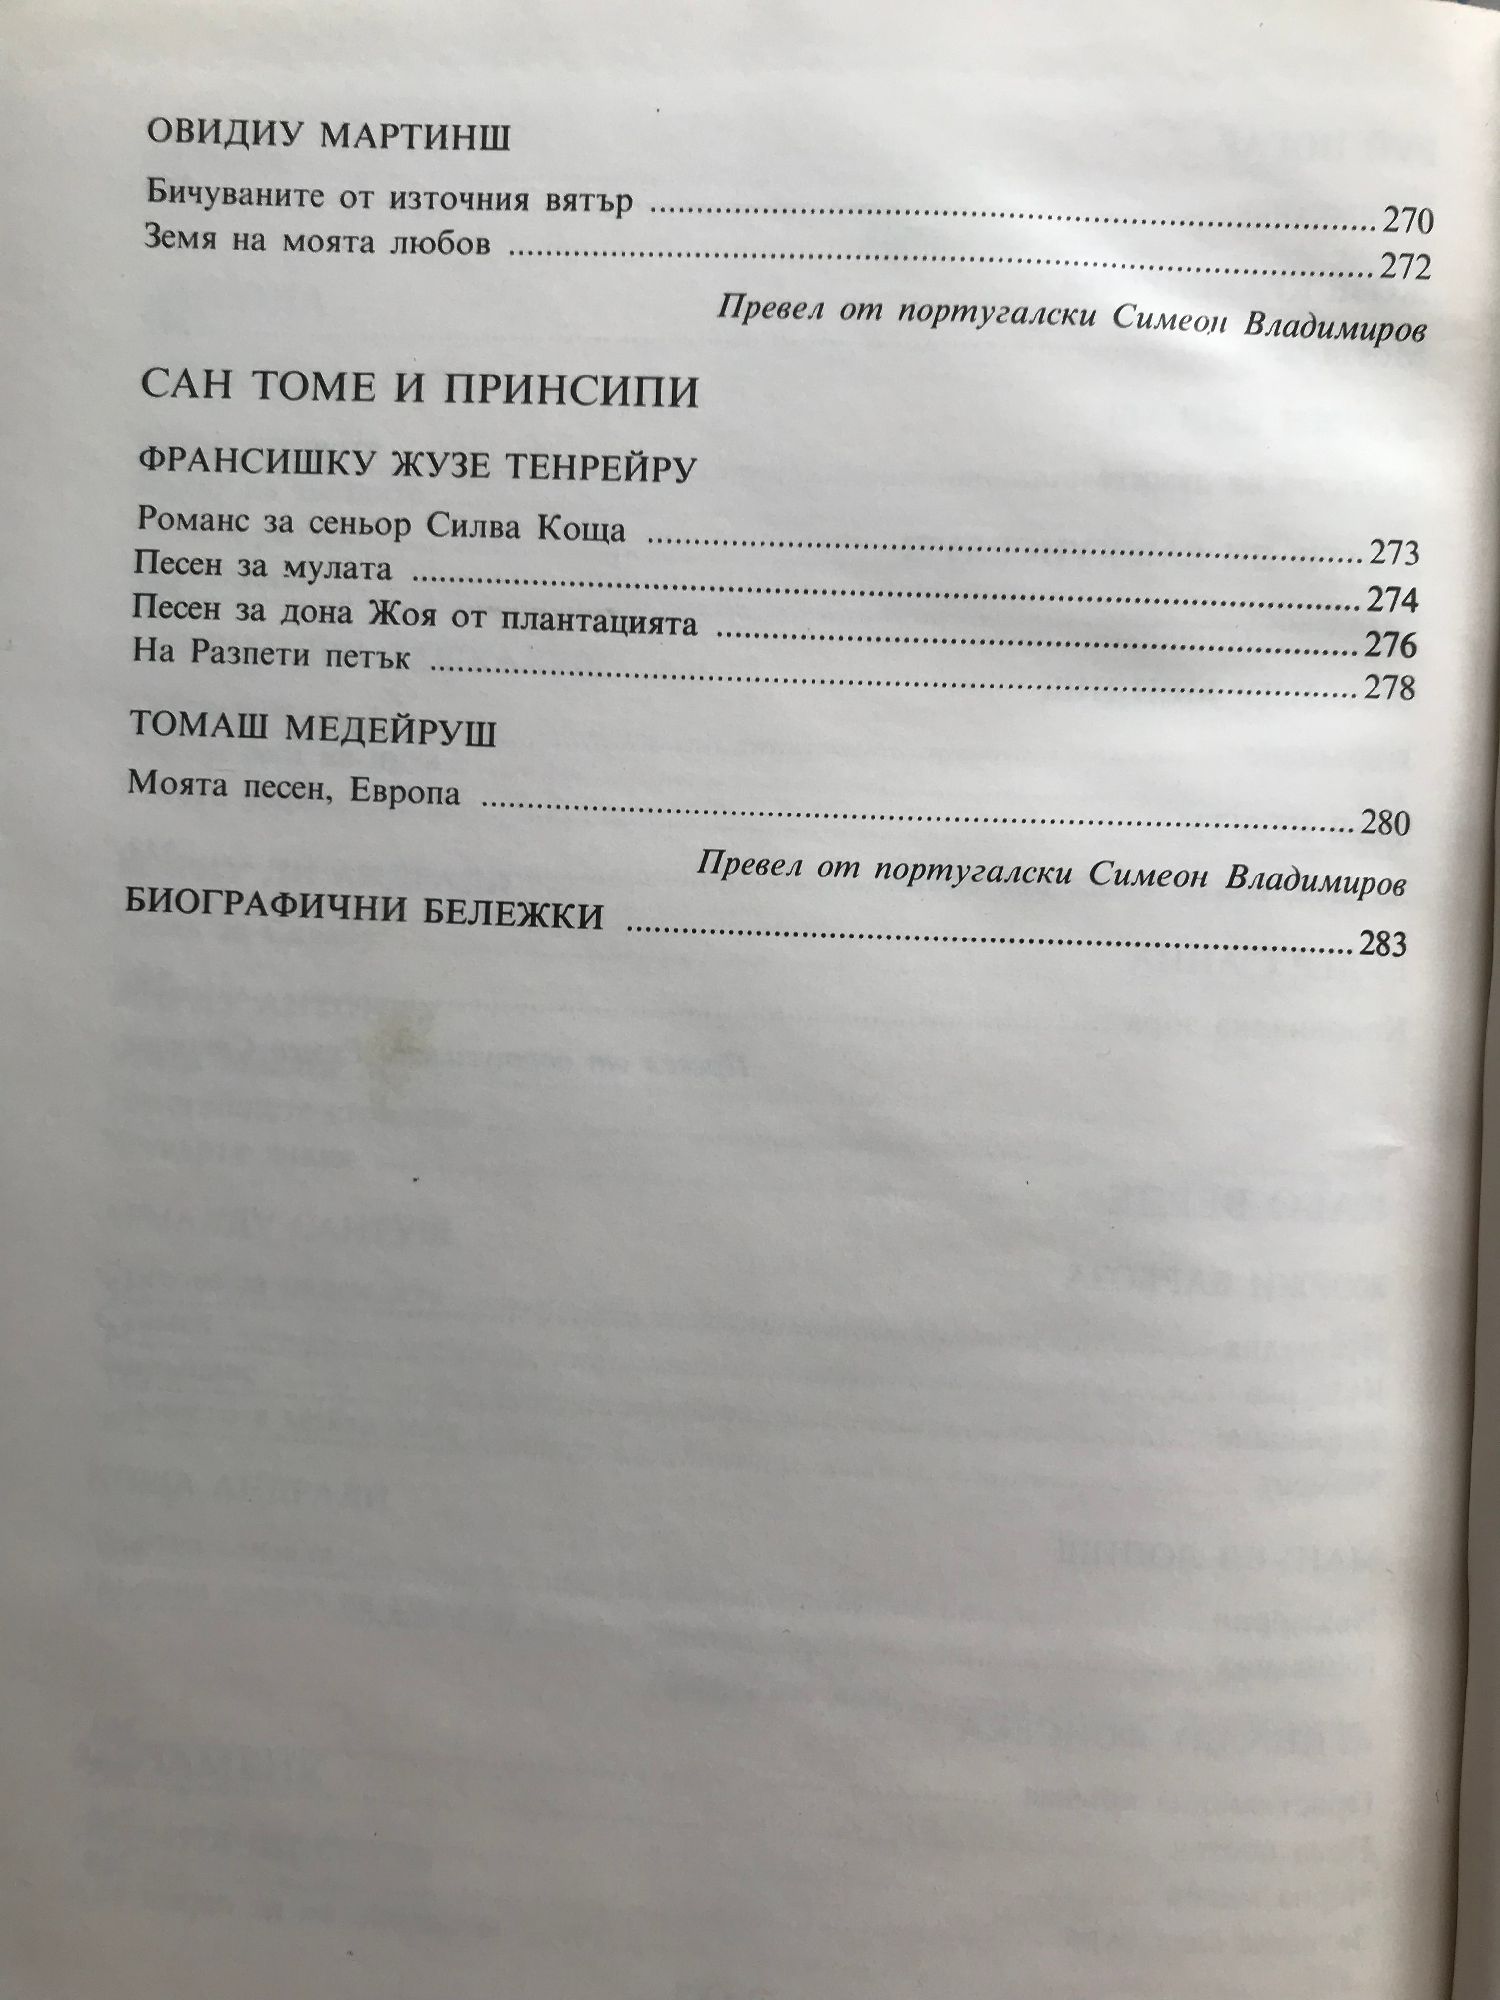 ОВИДИУ МАРТИНШ
Бичуваните от източния вятър ........ 270
Земя на моята любов ........ 272
Превел от португалски Симеон Владимиров
САН ТОМЕ И ПРИНСИПИ
ФРАНСИШКУ ЖУЗЕ ТЕНРЕЙРУ
Романс за сеньор Силва Коща ........ 273
Песен за мулата ........ 274
Песен за дона Жоя от плантацията ........ 276
На Разпети петък ........ 278
ТОМАШ МЕДЕЙРУШ
Моята песен, Европа ........ 280
Превел от португалски Симеон Владимиров
БИОГРАФИЧНИ БЕЛЕЖКИ ........ 283